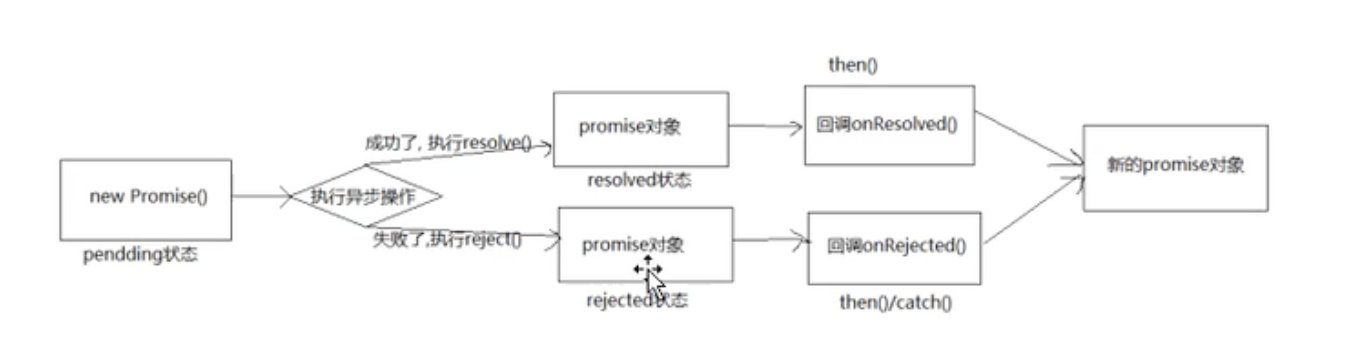 then()
成功了, 执行resolve()
promise对象
回调onResolved()
resolved状态
new Promise()
pendding状态
执行异步操作
新的promise对象
失败了,执行reject()
promise对象
回调onRejected()
rejected状态
then()/catch()